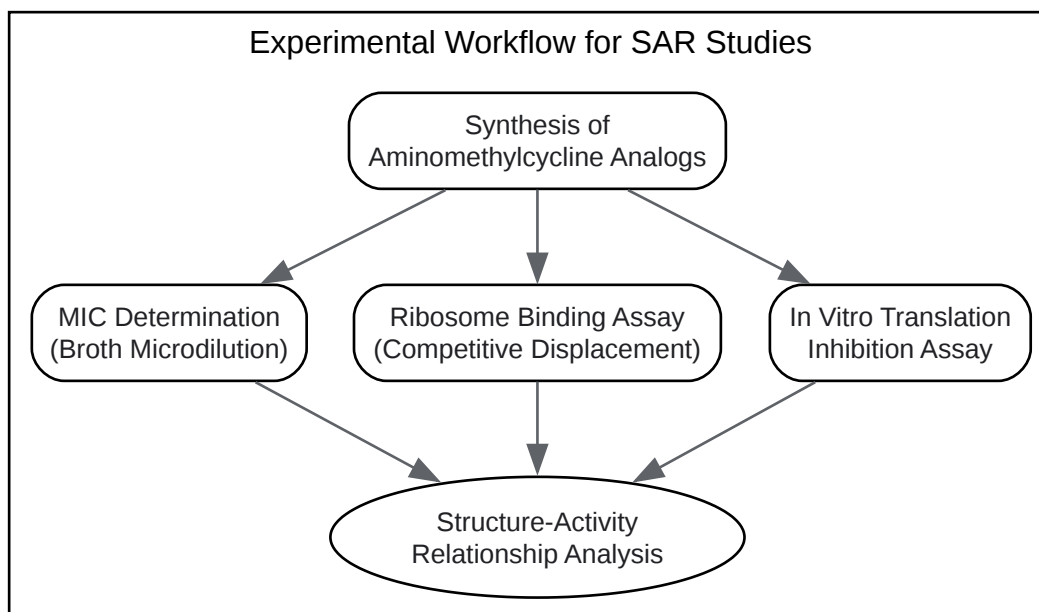 Experimental Workflow for SAR Studies
Synthesis of
Aminomethylcycline Analogs
MIC Determination
(Broth Microdilution)
Ribosome Binding Assay
(Competitive Displacement)
In Vitro Translation
Inhibition Assay
Structure-Activity
Relationship Analysis